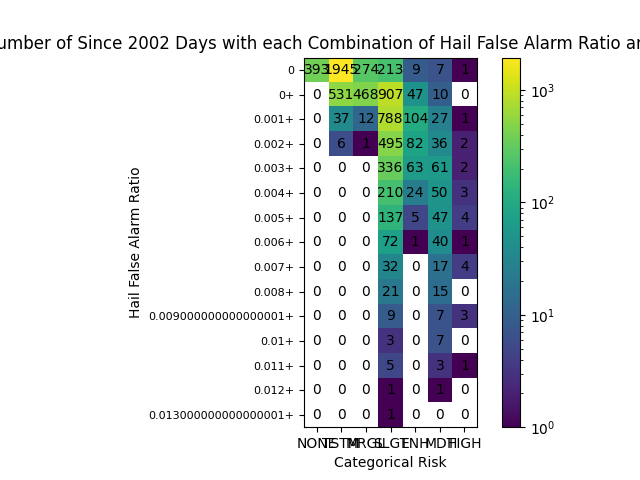 umber of Since 2002 Days with each Combination of Hail False Alarm Ratio a
Hail False Alarm Ratio
0 393 1945 274 213 9 7 1
0+ 0 531 468 907 47 10 0
0.001+ 0 37 12 788 104 27 1
0.002+ 0 6 1 495 82 36 2
0.003+ 0 0 0 336 63 61 2
0.004+ 0 0 0 210 24 50 3
0.005+ 0 0 0 137 5 47 4
0.006+ 0 0 0 72 1 40 1
0.007+ 0 0 0 32 0 17 4
0.008+ 0 0 0 21 0 15 0
0.009000000000000001+ 0 0 0 9 0 7 3
0.01+ 0 0 0 3 0 7 0
0.011+ 0 0 0 5 0 3 1
0.012+ 0 0 0 1 0 1 0
0.013000000000000001+ 0 0 0 1 0 0 0
NONE TSTM MRGL SLGT ENH MDT HIGH
Categorical Risk
10³
10²
10¹
10⁰